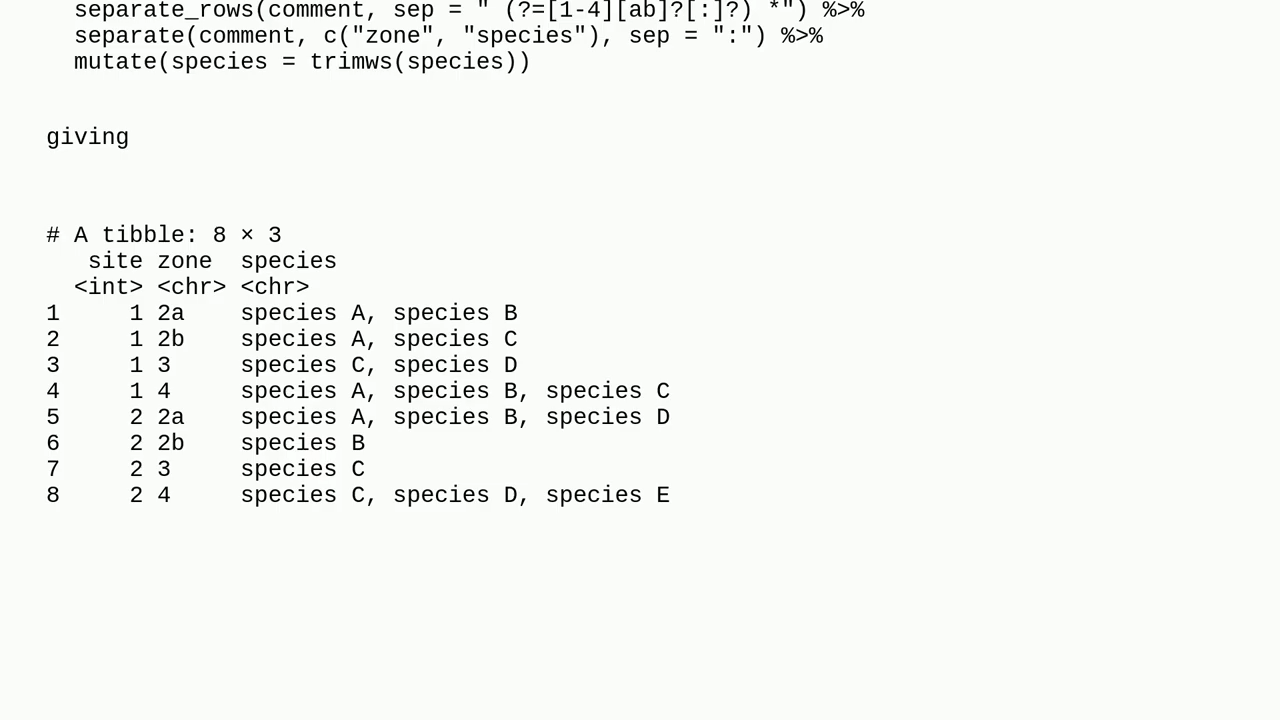 separate_rows(comment, sep = " (?=[1-4][ab]?[:]?) *") %>%
separate(comment, c("zone", "species"), sep = ":") %>%
mutate(species = trimws(species))
giving
# A tibble: 8 × 3
site zone species
<int> <chr> <chr>
1 1 2a species A, species B
2 1 2b species A, species C
3 1 3 species C, species D
4 1 4 species A, species B, species C
5 2 2a species A, species B, species D
6 2 2b species B
7 2 3 species C
8 2 4 species C, species D, species E